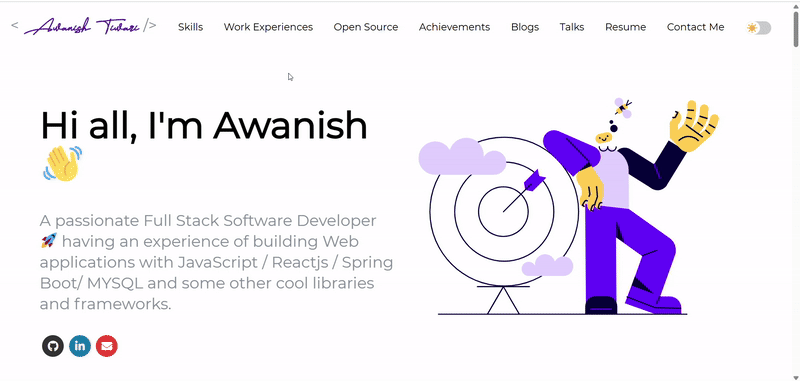 < Awanish Tiwari />
Skills Work Experiences Open Source Achievements Blogs Talks Resume Contact Me
Hi all, I'm Awanish
A passionate Full Stack Software Developer
🚀 having an experience of building Web
applications with JavaScript / Reactjs / Spring
Boot/ MYSQL and some other cool libraries
and frameworks.
in